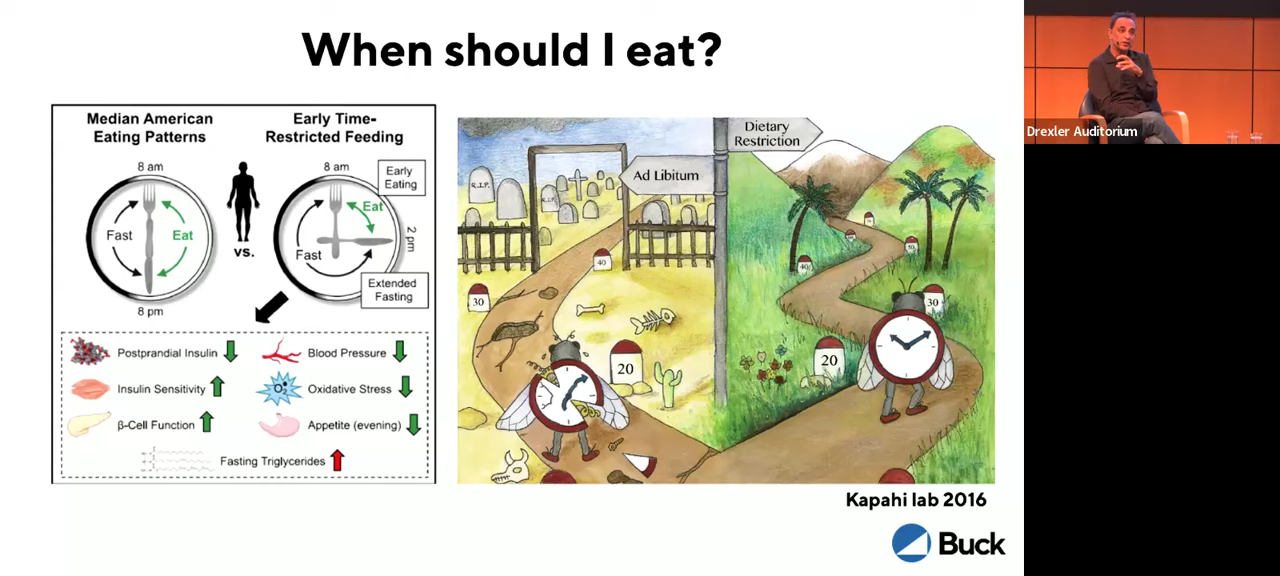 When should I eat?
Median American
Eating Patterns
Early Time-
Restricted Feeding
8 am
8 am
Early
Eating
Fast
Eat
vs.
Eat
Fast
2 pm
Extended
Fasting
8 pm
Postprandial Insulin
Blood Pressure
Insulin Sensitivity
O2
Oxidative Stress
β-Cell Function
Appetite (evening)
Fasting Triglycerides
Dietary
Restriction
Ad Libitum
R.I.P.
R.I.P.
40
30
20
40
30
20
Kapahi lab 2016
Buck
Drexler Auditorium